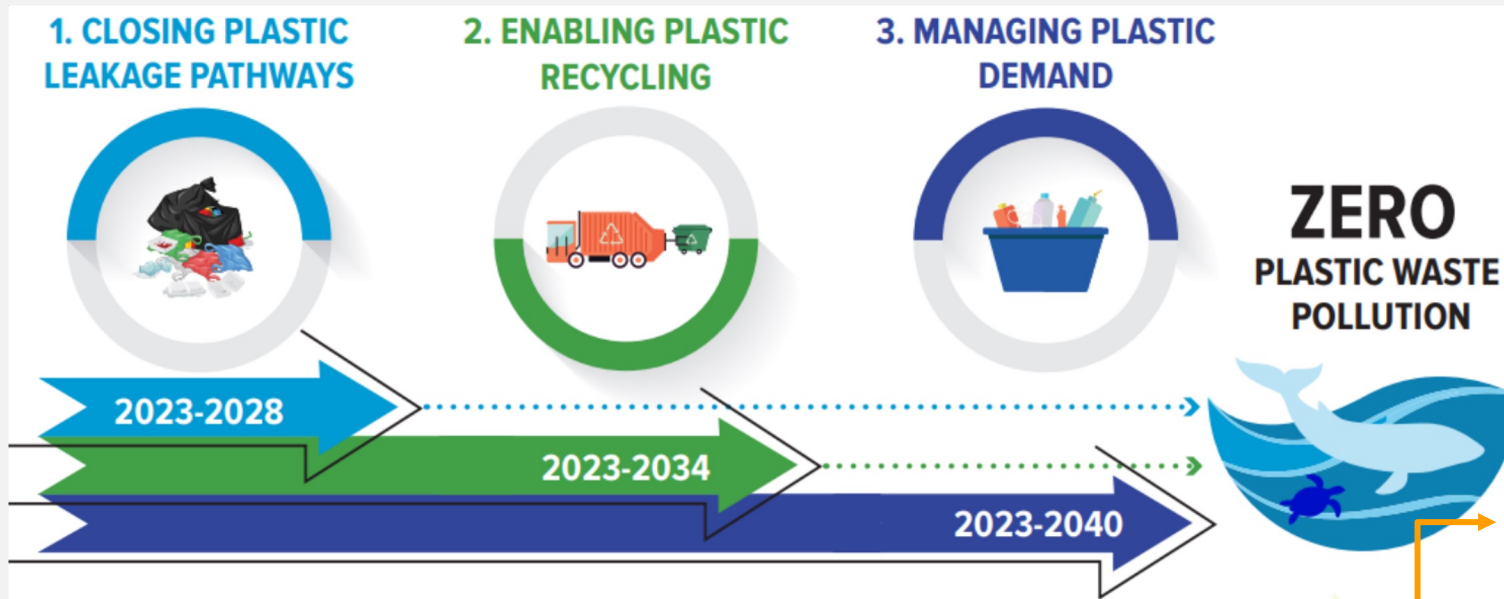 1. CLOSING PLASTIC
LEAKAGE PATHWAYS
2. ENABLING PLASTIC
RECYCLING
3. MANAGING PLASTIC
DEMAND
ZERO
PLASTIC WASTE
POLLUTION
2023-2028
2023-2034
2023-2040